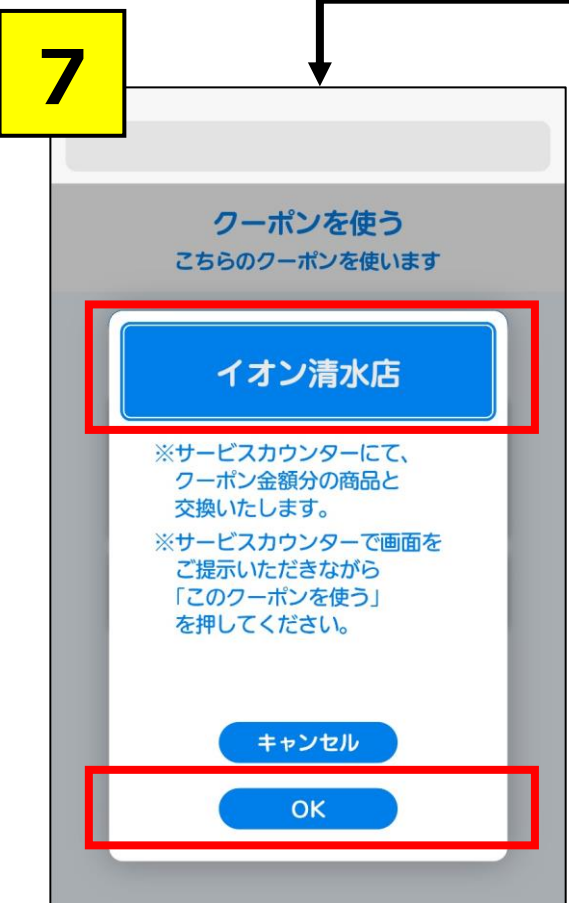 7
クーポンを使う
こちらのクーポンを使います
イオン清水店
※サービスカウンターにて、
クーポン金額分の商品と
交換いたします。
※サービスカウンターで画面を
ご提示いただきながら
「このクーポンを使う」
を押してください。
キャンセル
OK